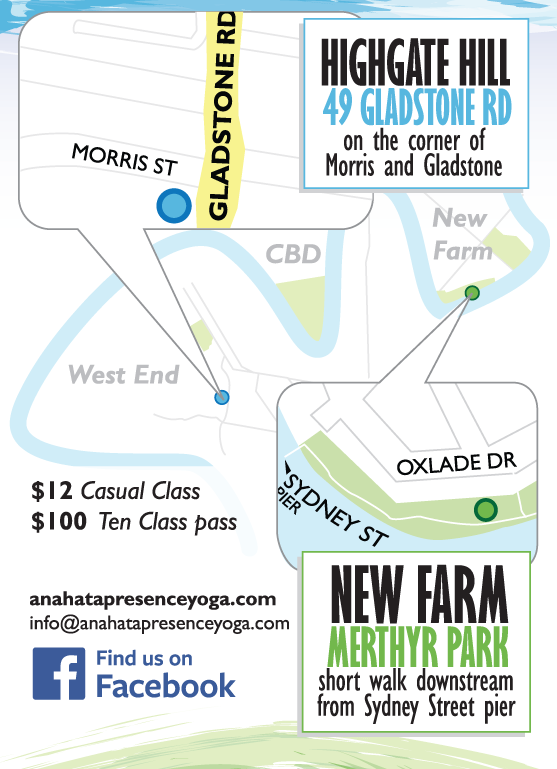 GLADSTONE RD
MORRIS ST
HIGHGATE HILL
49 GLADSTONE RD
on the corner of
Morris and Gladstone
New
Farm
CBD
West End
OXLADE DR
SYDNEY ST
PIER
$12 Casual Class
$100 Ten Class pass
anahatapresenceyoga.com
info@anahatapresenceyoga.com
Find us on
Facebook
NEW FARM
MERTHYR PARK
short walk downstream
from Sydney Street pier